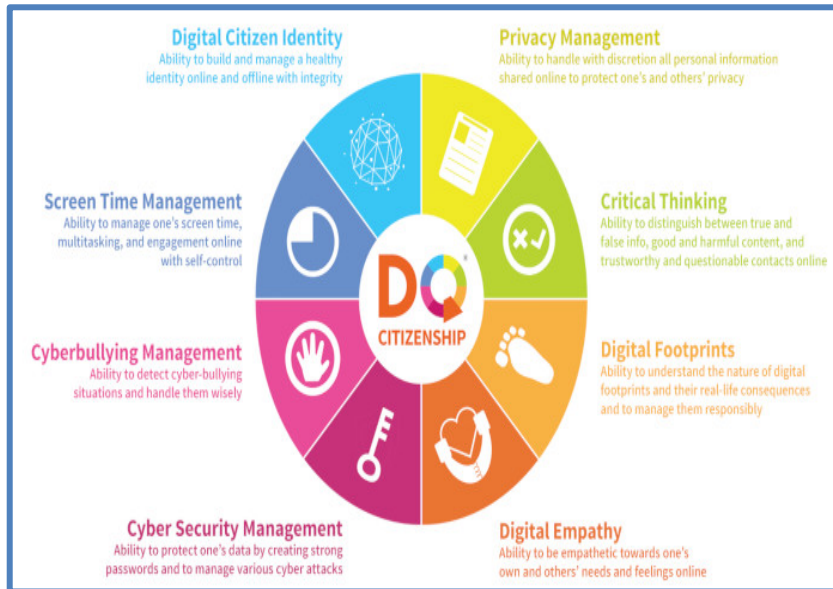 Digital Citizen Identity
Ability to build and manage a healthy
identity online and offline with integrity
Privacy Management
Ability to handle with discretion all personal information
shared online to protect one's and others' privacy
Screen Time Management
Ability to manage one's screen time,
multitasking, and engagement online
with self-control
Critical Thinking
Ability to distinguish between true and
false info, good and harmful content, and
trustworthy and questionable contacts online
DQ
CITIZENSHIP
Cyberbullying Management
Ability to detect cyber-bullying
situations and handle them wisely
Digital Footprints
Ability to understand the nature of digital
footprints and their real-life consequences
and to manage them responsibly
Cyber Security Management
Ability to protect one's data by creating strong
passwords and to manage various cyber attacks
Digital Empathy
Ability to be empathetic towards one's
own and others' needs and feelings online